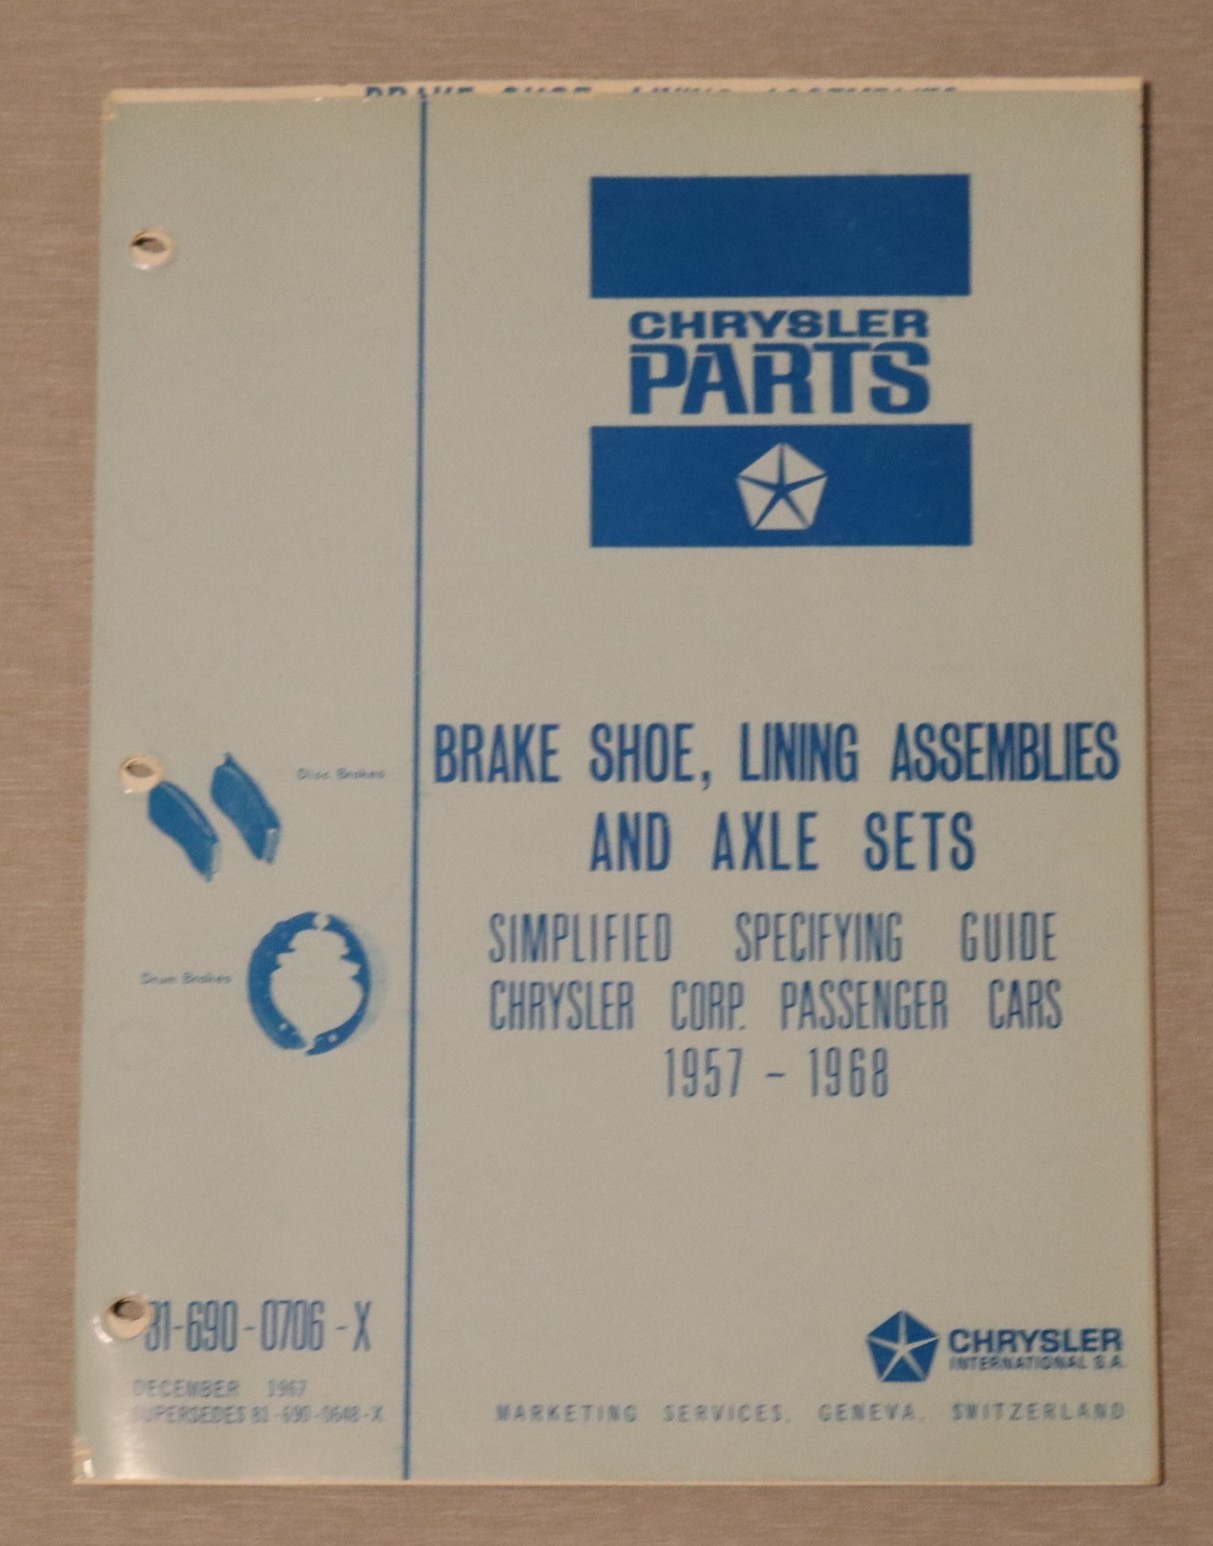 CHRYSLER
PARTS
Disc Brakes
BRAKE SHOE, LINING ASSEMBLIES
AND AXLE SETS
SIMPLIFIED SPECIFYING GUIDE
CHRYSLER CORP. PASSENGER CARS
1957 - 1968
Drum Brakes
81-690-0706-X
DECEMBER 1967
SUPERSEDES 81-690-0648-X
CHRYSLER
INTERNATIONAL S.A.
MARKETING SERVICES, GENEVA, SWITZERLAND